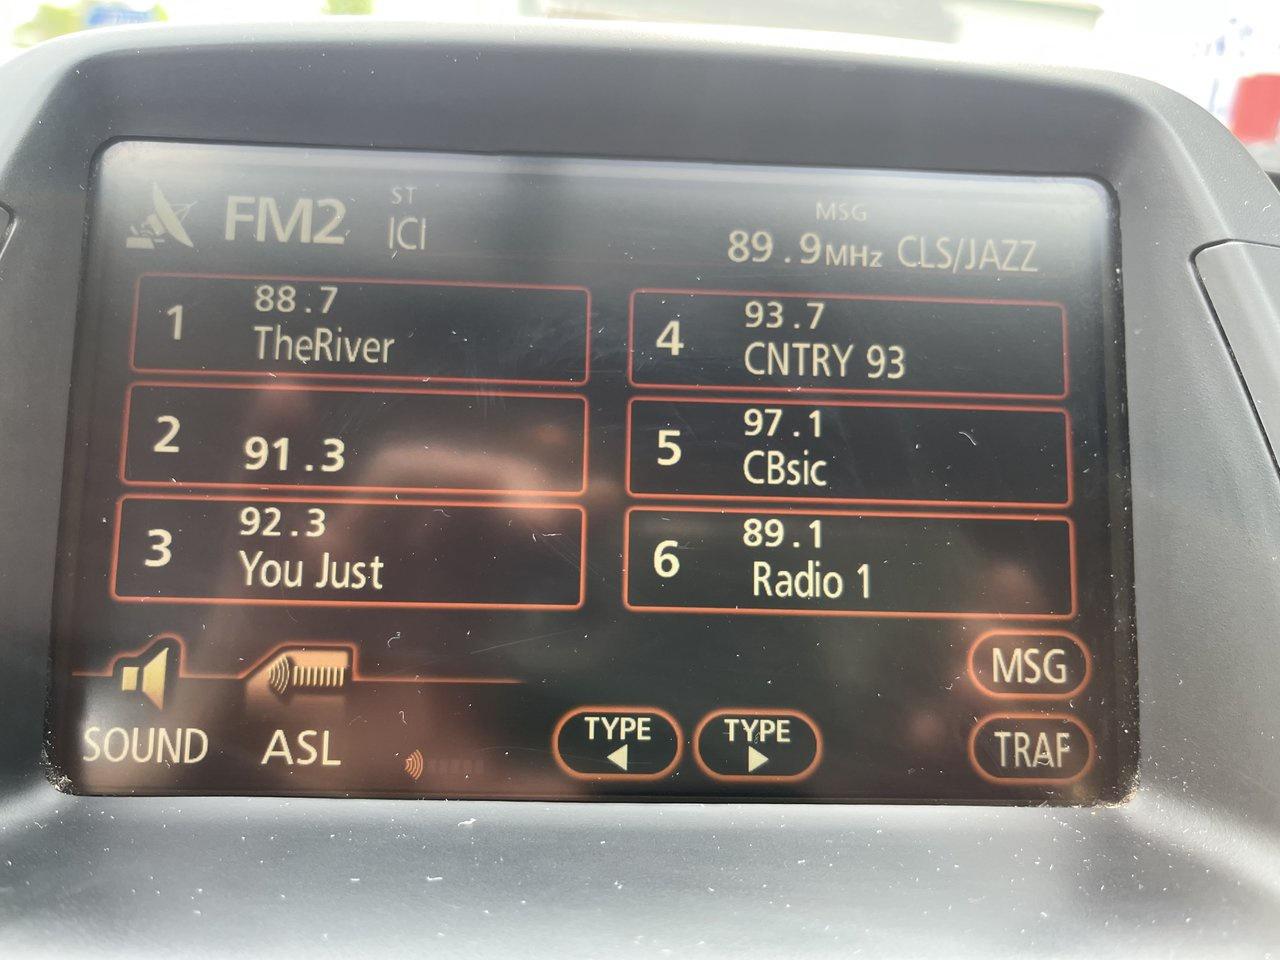 FM2 ST ICI
MSG
89.9MHz CLS/JAZZ
1 88.7
TheRiver
2 91.3
3 92.3
You Just
4 93.7
CNTRY 93
5 97.1
CBsic
6 89.1
Radio 1
SOUND
ASL
TYPE
TYPE
MSG
TRAF